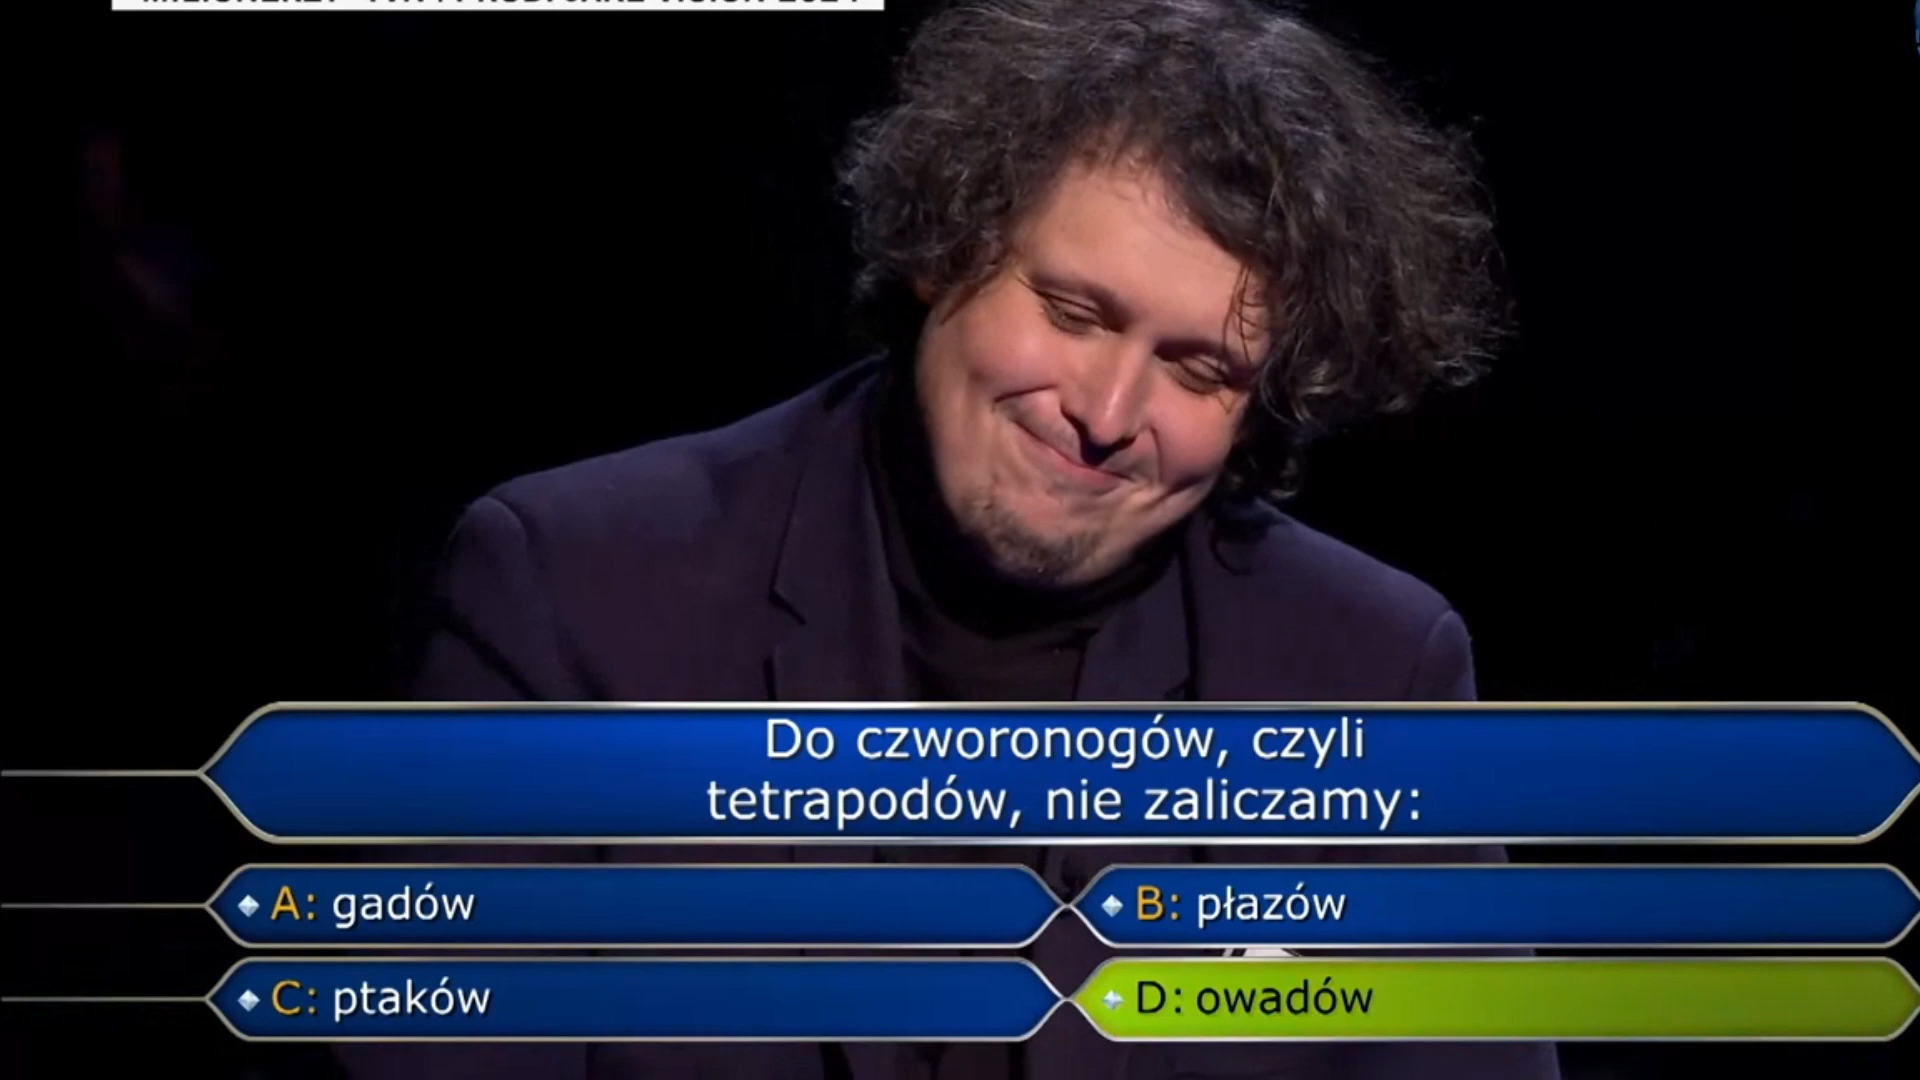 Do czworonogów, czyli
tetrapodów, nie zaliczamy:
A: gadów
B: płazów
C: ptaków
D: owadów